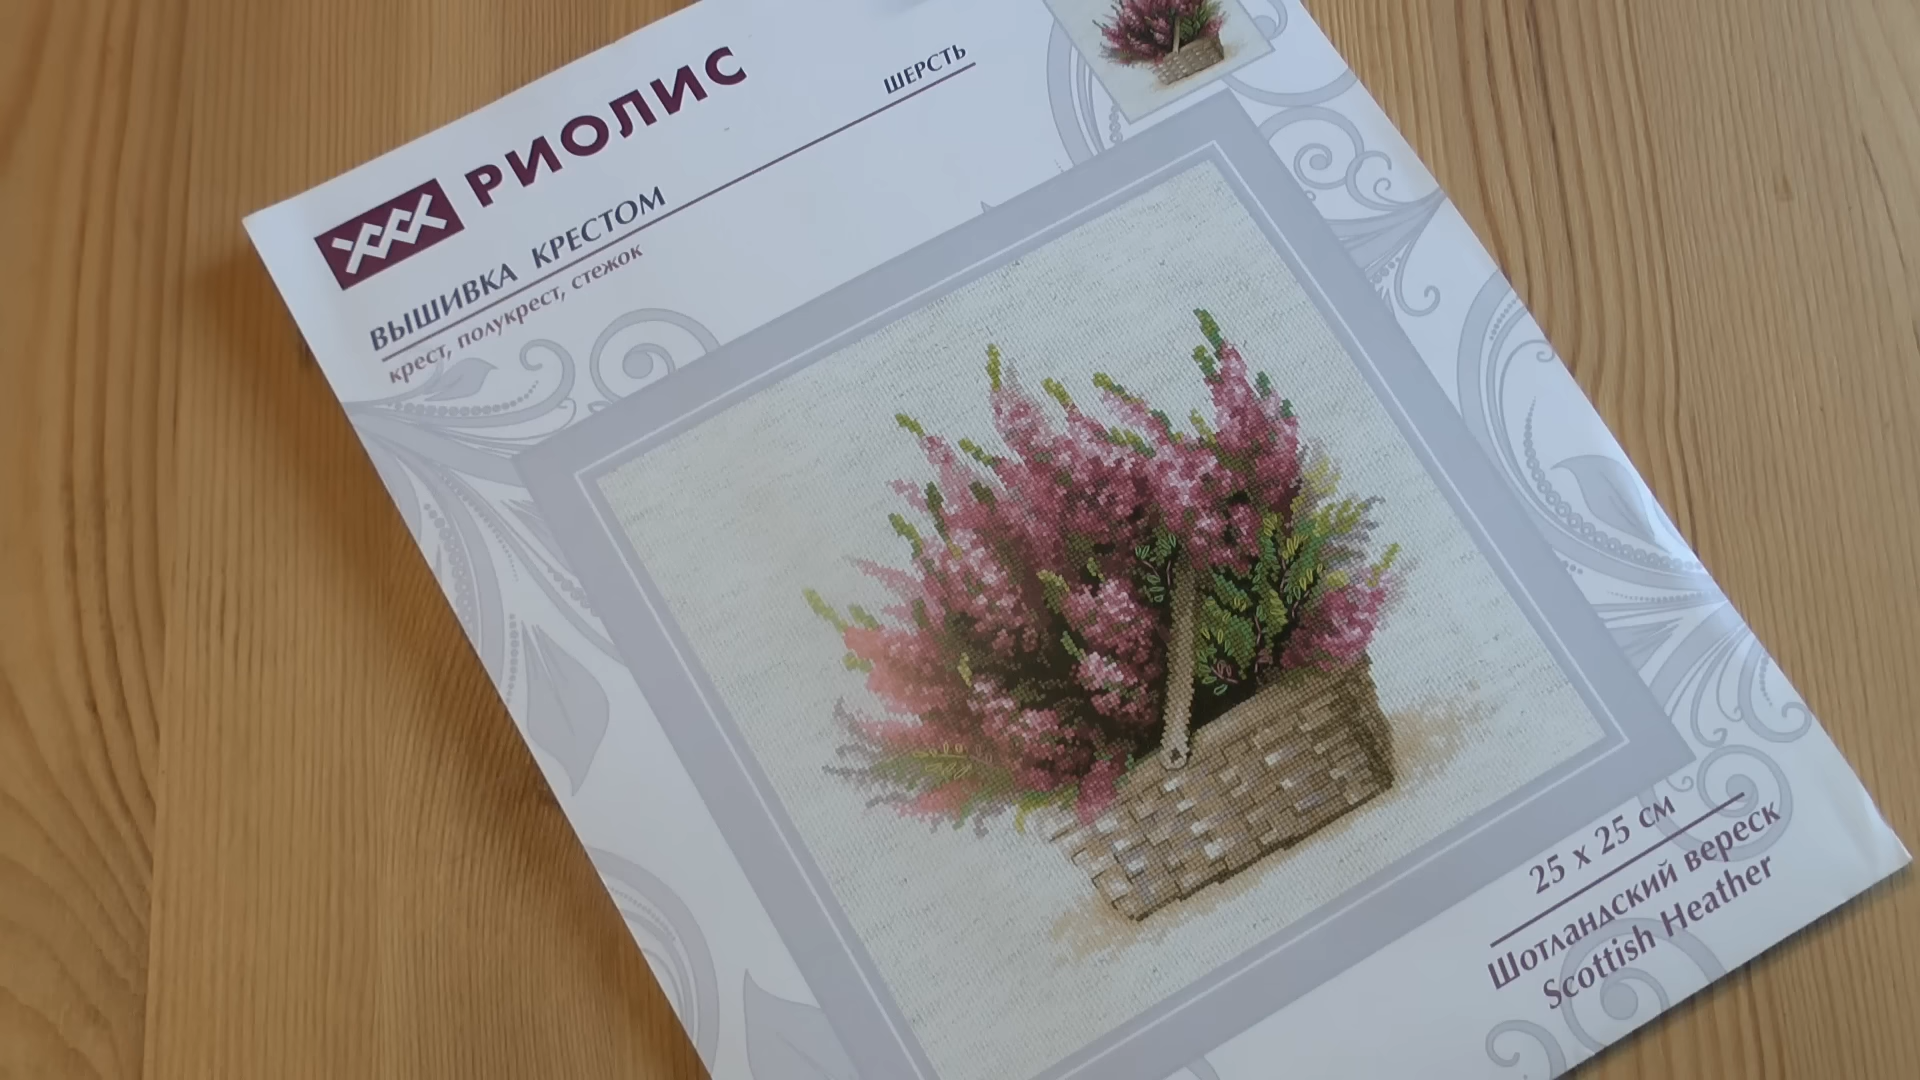 РИОЛИС
ШЕРСТЬ
ВЫШИВКА КРЕСТОМ
крест, полукрест, стежок
25 x 25 см
Шотландский вереск
Scottish Heather